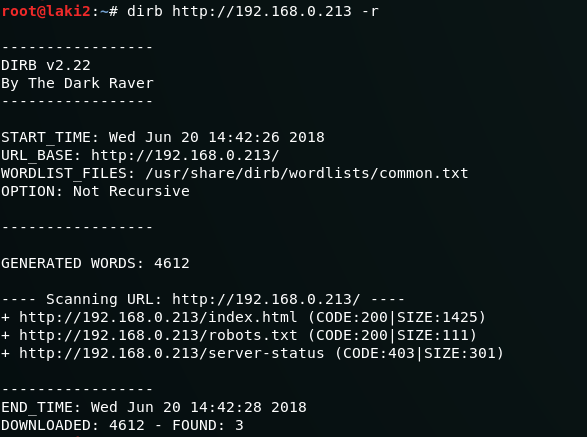 root@laki2:~# dirb http://192.168.0.213 -r
-----------------
DIRB v2.22
By The Dark Raver
-----------------
START_TIME: Wed Jun 20 14:42:26 2018
URL_BASE: http://192.168.0.213/
WORDLIST_FILES: /usr/share/dirb/wordlists/common.txt
OPTION: Not Recursive
-----------------
GENERATED WORDS: 4612
---- Scanning URL: http://192.168.0.213/ ----
+ http://192.168.0.213/index.html (CODE:200|SIZE:1425)
+ http://192.168.0.213/robots.txt (CODE:200|SIZE:111)
+ http://192.168.0.213/server-status (CODE:403|SIZE:301)
-----------------
END_TIME: Wed Jun 20 14:42:28 2018
DOWNLOADED: 4612 - FOUND: 3